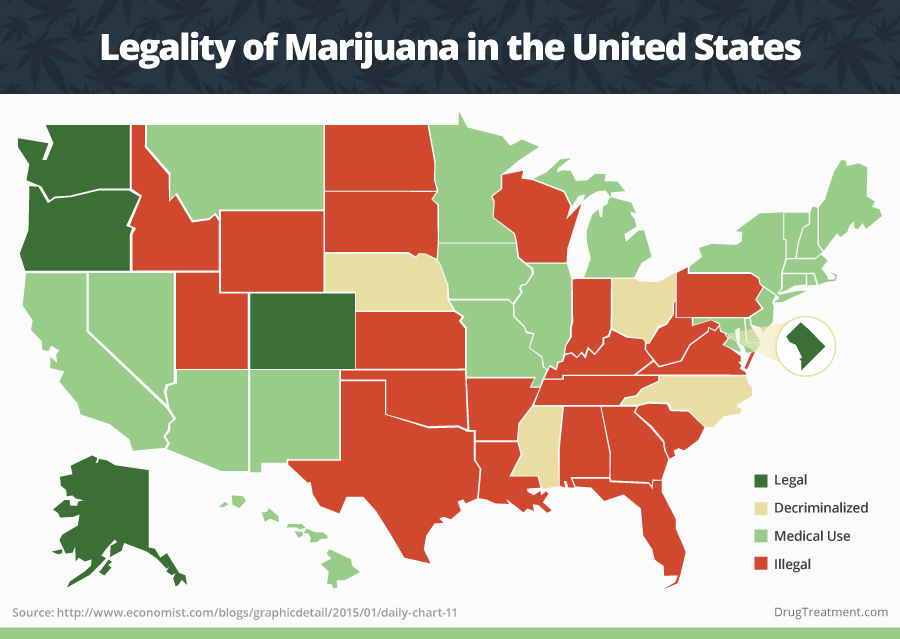 Legality of Marijuana in the United States
Legal
Decriminalized
Medical Use
Illegal
Source: http://www.economist.com/blogs/graphicdetail/2015/01/daily-chart-11
DrugTreatment.com